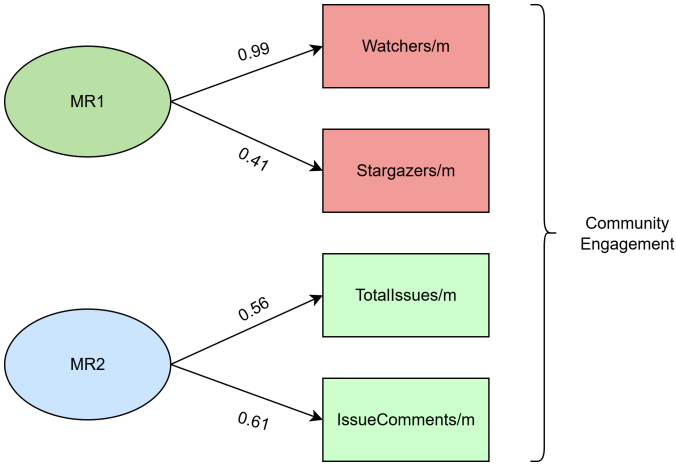 MR1
0.99
Watchers/m
0.41
Stargazers/m
Community
Engagement
MR2
0.56
TotalIssues/m
0.61
IssueComments/m